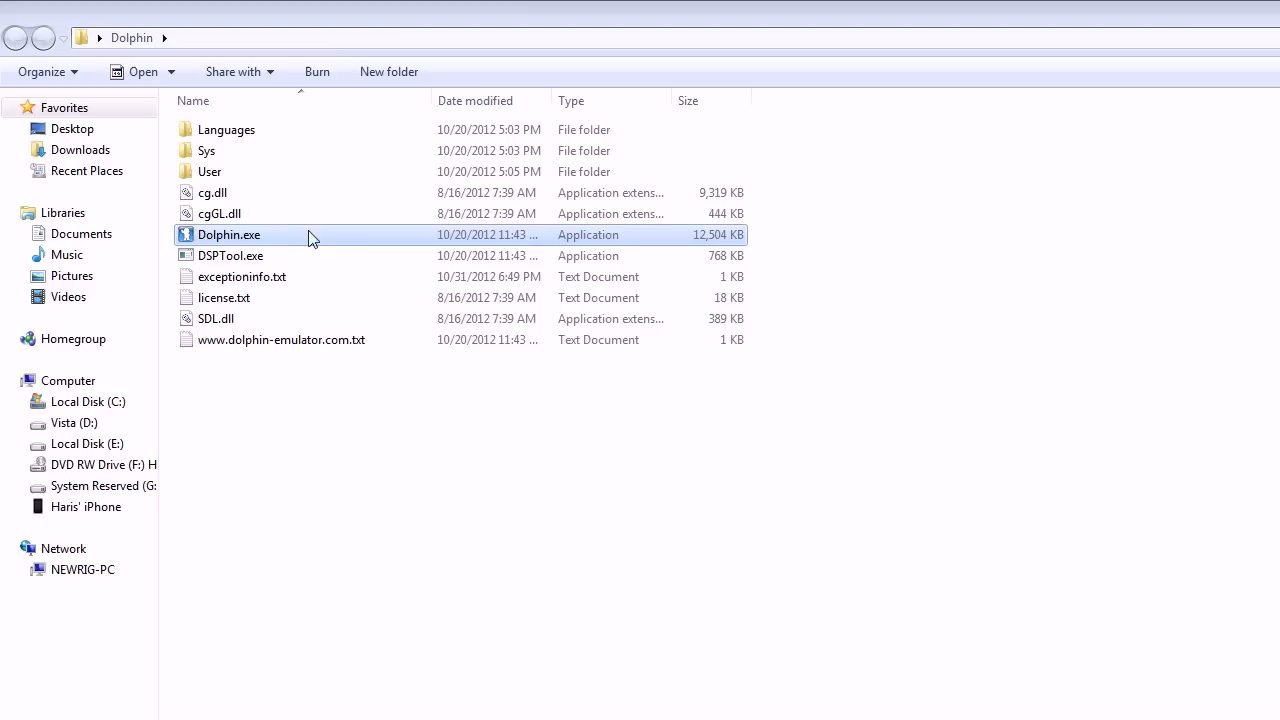 Dolphin
Organize Open Share with Burn New folder
Name Date modified Type Size
Favorites
Desktop
Downloads
Recent Places
Libraries
Documents
Music
Pictures
Videos
Homegroup
Computer
Local Disk (C:)
Vista (D:)
Local Disk (E:)
DVD RW Drive (F:) H
System Reserved (G:
Haris' iPhone
Network
NEWRIG-PC
Languages 10/20/2012 5:03 PM File folder
Sys 10/20/2012 5:03 PM File folder
User 10/20/2012 5:05 PM File folder
cg.dll 8/16/2012 7:39 AM Application extens... 9,319 KB
cgGL.dll 8/16/2012 7:39 AM Application extens... 444 KB
Dolphin.exe 10/20/2012 11:43 ... Application 12,504 KB
DSPTool.exe 10/20/2012 11:43 ... Application 768 KB
exceptioninfo.txt 10/31/2012 6:49 PM Text Document 1 KB
license.txt 8/16/2012 7:39 AM Text Document 18 KB
SDL.dll 8/16/2012 7:39 AM Application extens... 389 KB
www.dolphin-emulator.com.txt 10/20/2012 11:43 ... Text Document 1 KB